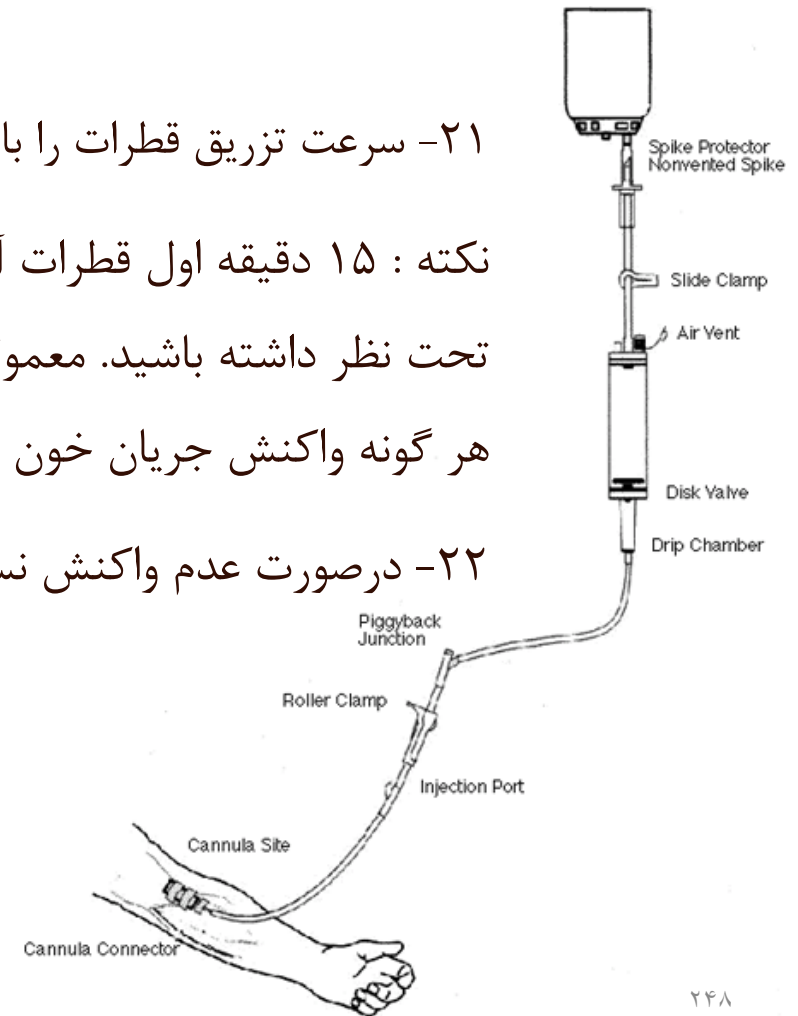 ۲۱- سرعت تزریق قطرات را با
نکته : ۱۵ دقیقه اول قطرات
تحت نظر داشته باشید.
هر گونه واکنش جریان خون
۲۲- درصورت عدم واکنش
Spike Protector
Nonvented Spike
Slide Clamp
Air Vent
Disk Valve
Drip Chamber
Piggyback
Junction
Roller Clamp
Injection Port
Cannula Site
Cannula Connector
۲۴۸